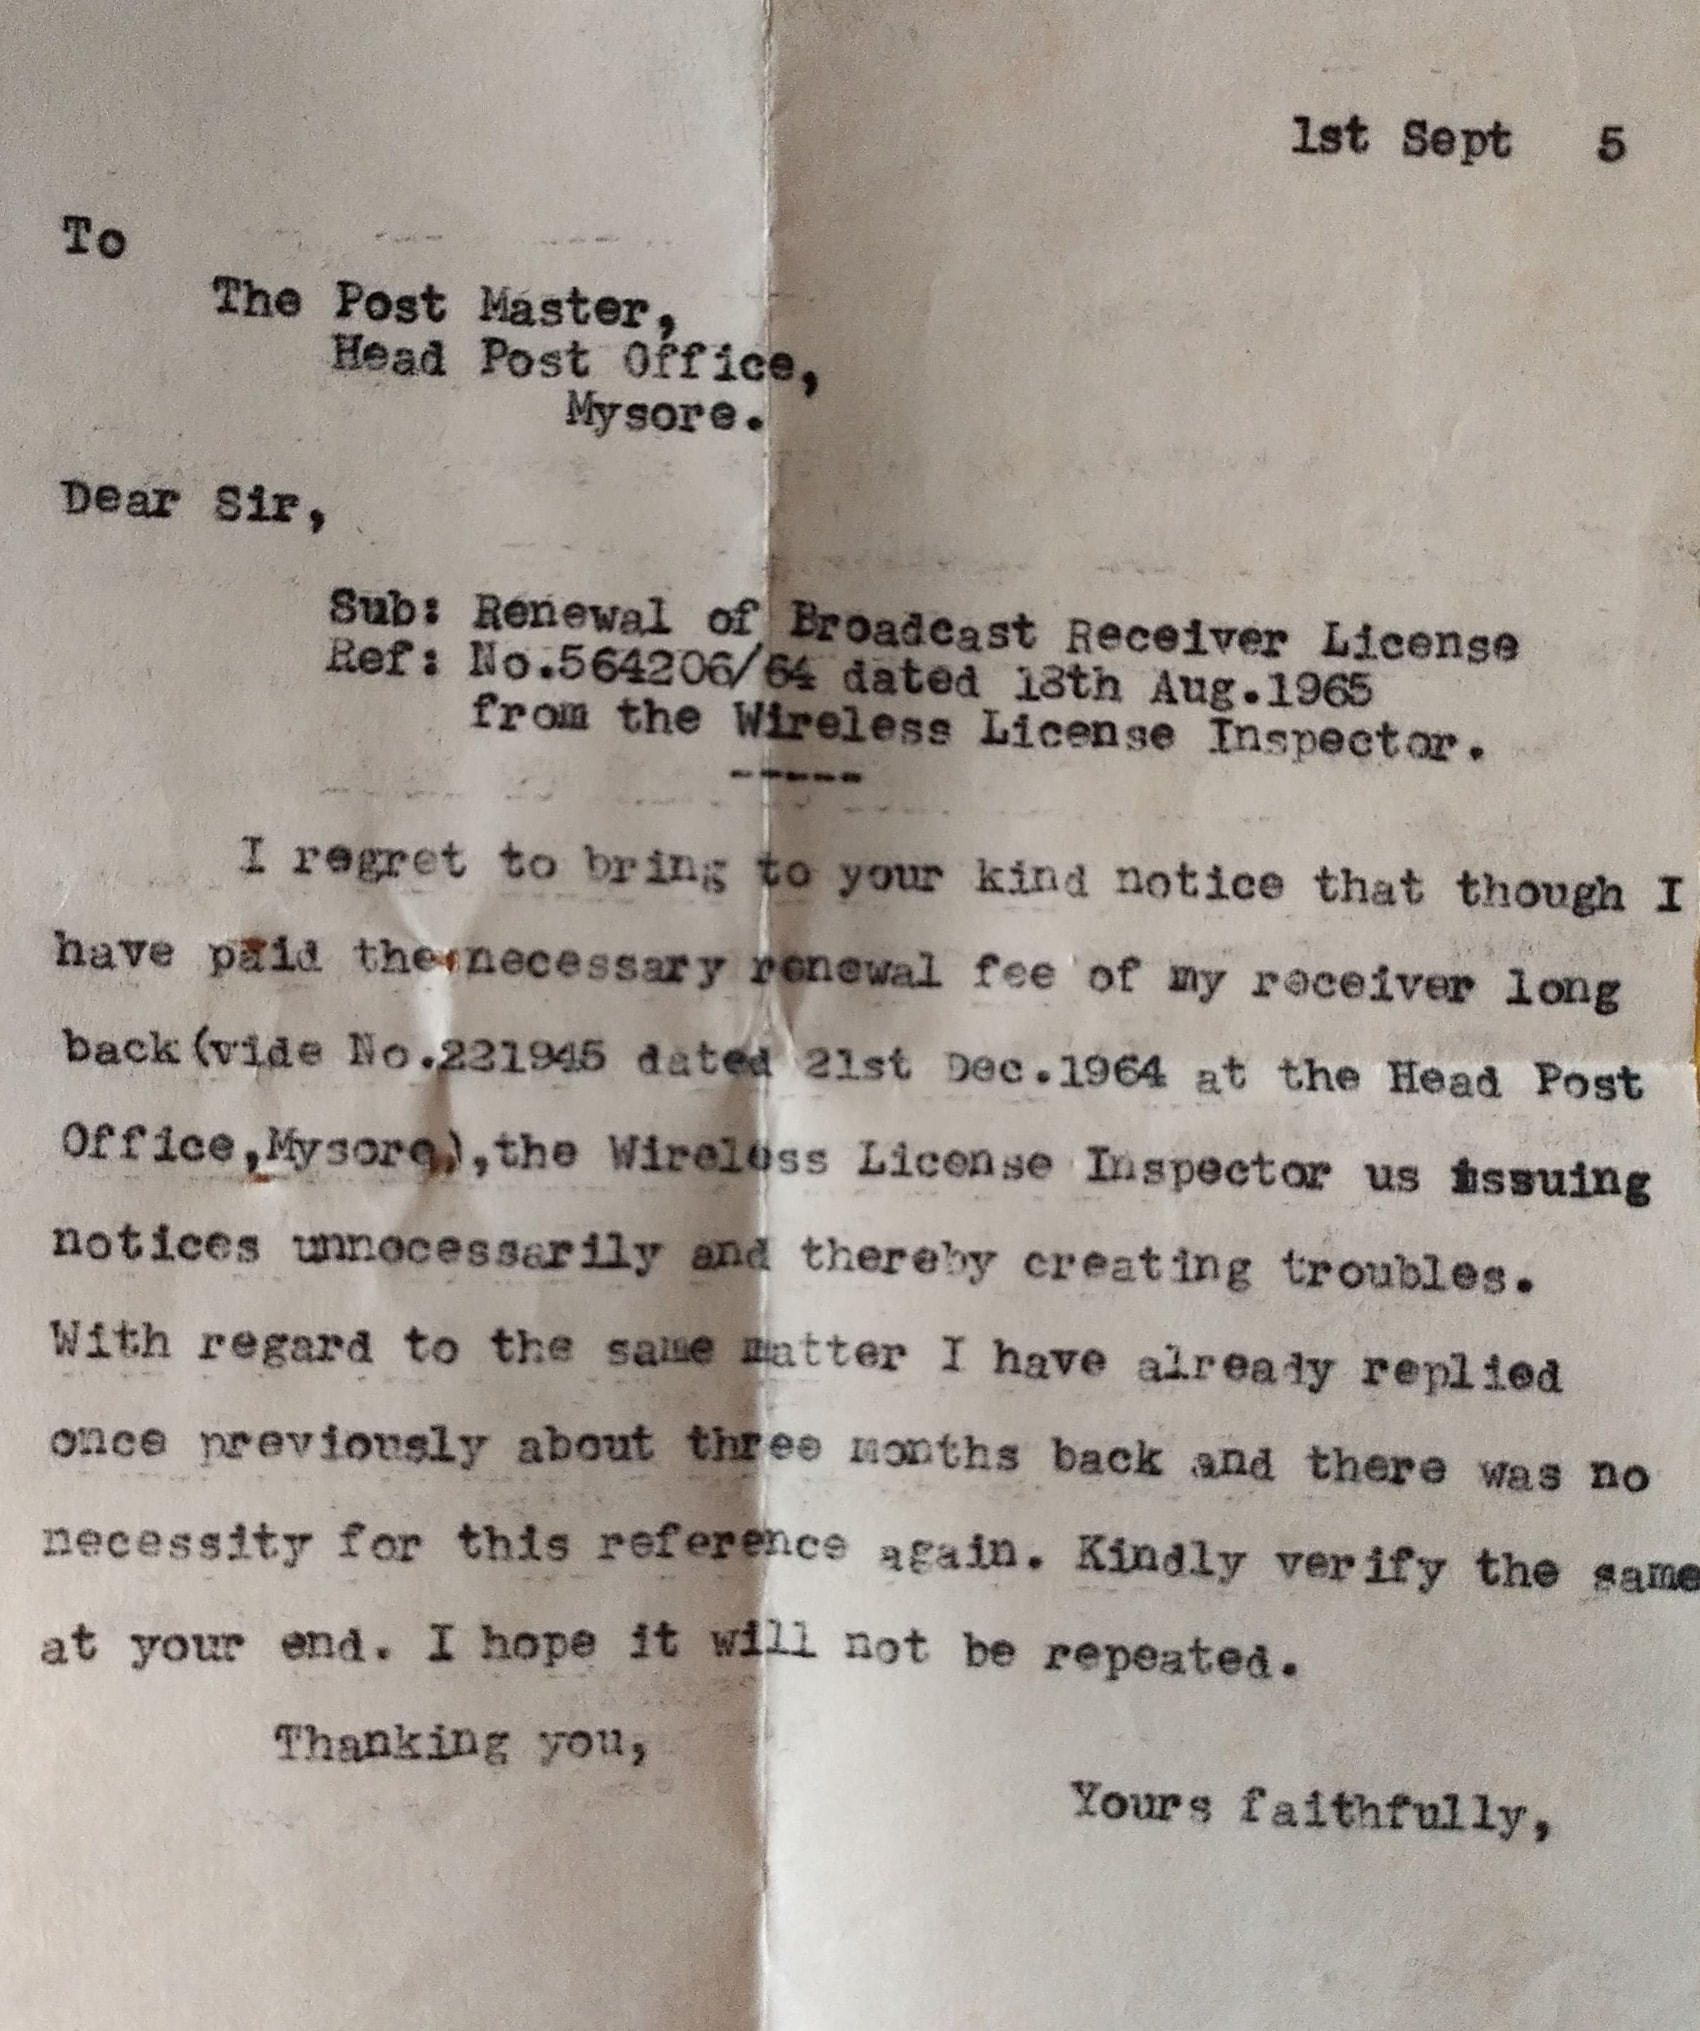 1st Sept 5
To
The Post Master,
Head Post Office,
Mysore.
Dear Sir,
Sub: Renewal of Broadcast Receiver License
Ref: No.564206/64 dated 18th Aug.1965
from the Wireless License Inspector.
-----
I regret to bring to your kind notice that though I
have paid the necessary renewal fee of my receiver long
back(vide No.221945 dated 21st Dec.1964 at the Head Post
Office,Mysore),the Wireless License Inspector us issuing
notices unnecessarily and thereby creating troubles.
With regard to the same matter I have already replied
once previously about three months back and there was no
necessity for this reference again. Kindly verify the same
at your end. I hope it will not be repeated.
Thanking you,
Yours faithfully,